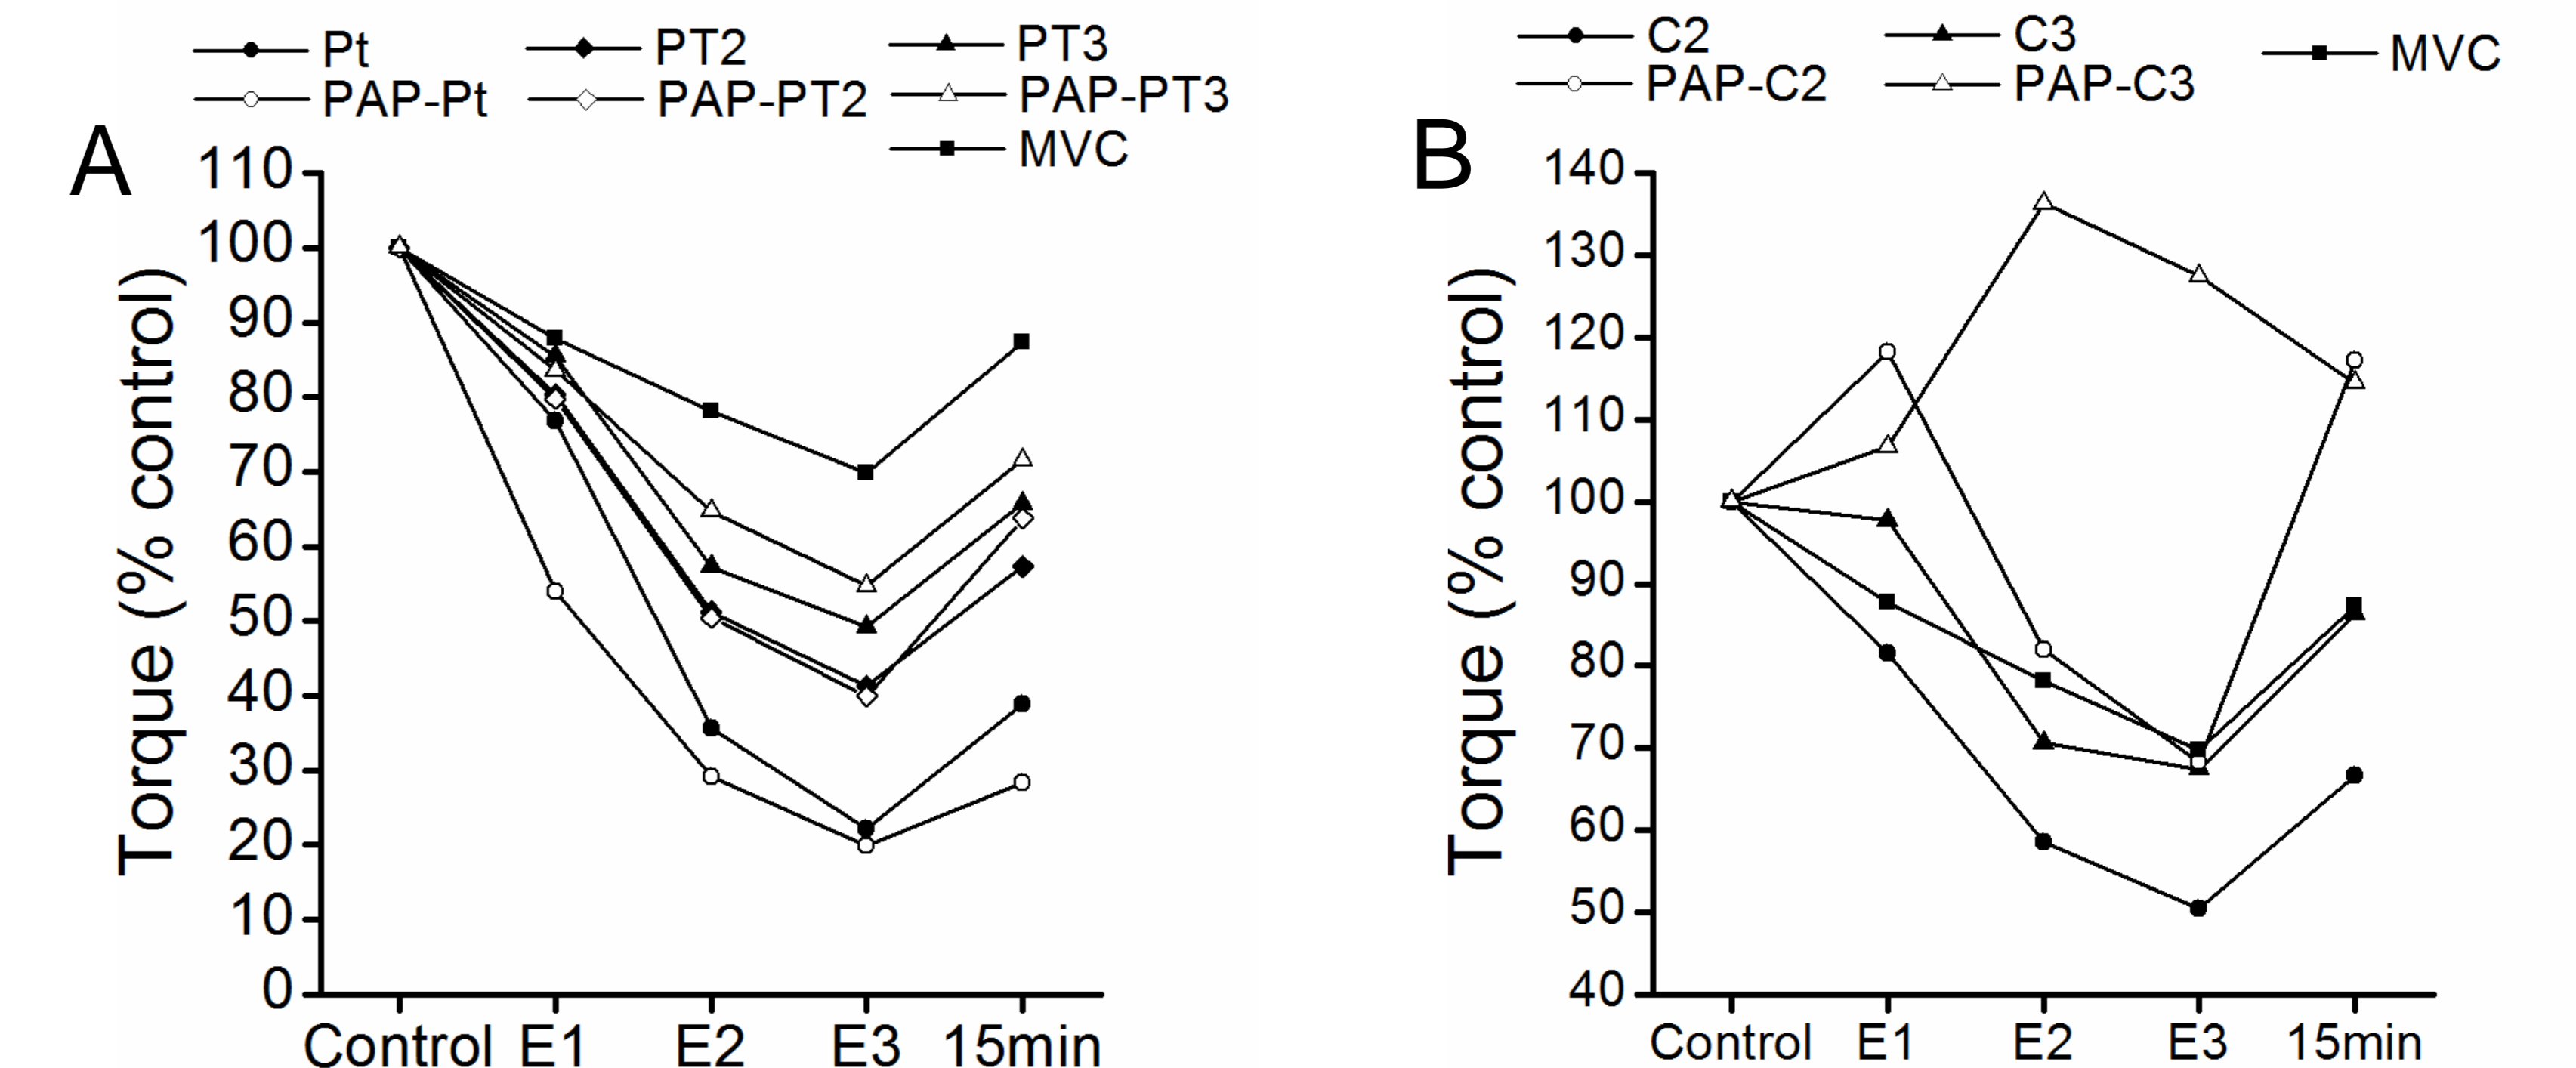 Pt PT2 PT3
PAP-Pt PAP-PT2 PAP-PT3
MVC
A
110
100
90
80
70
60
50
40
30
20
10
0
Torque (% control)
Control E1 E2 E3 15min
C2 C3 MVC
PAP-C2 PAP-C3
B
140
130
120
110
100
90
80
70
60
50
40
Torque (% control)
Control E1 E2 E3 15min